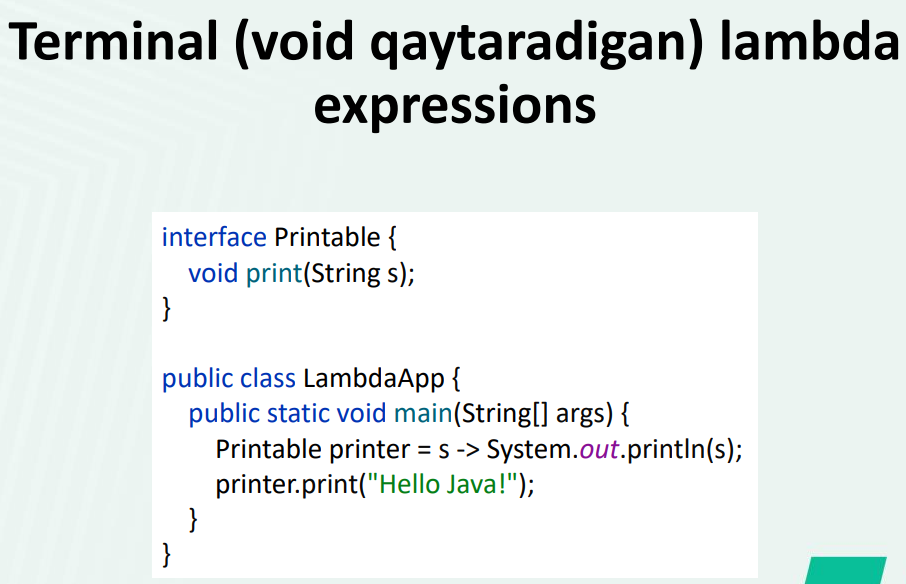 Terminal (void qaytaradigan) lambda
expressions
interface Printable {
void print(String s);
}
public class LambdaApp {
public static void main(String[] args) {
Printable printer = s -> System.out.println(s);
printer.print("Hello Java!");
}
}